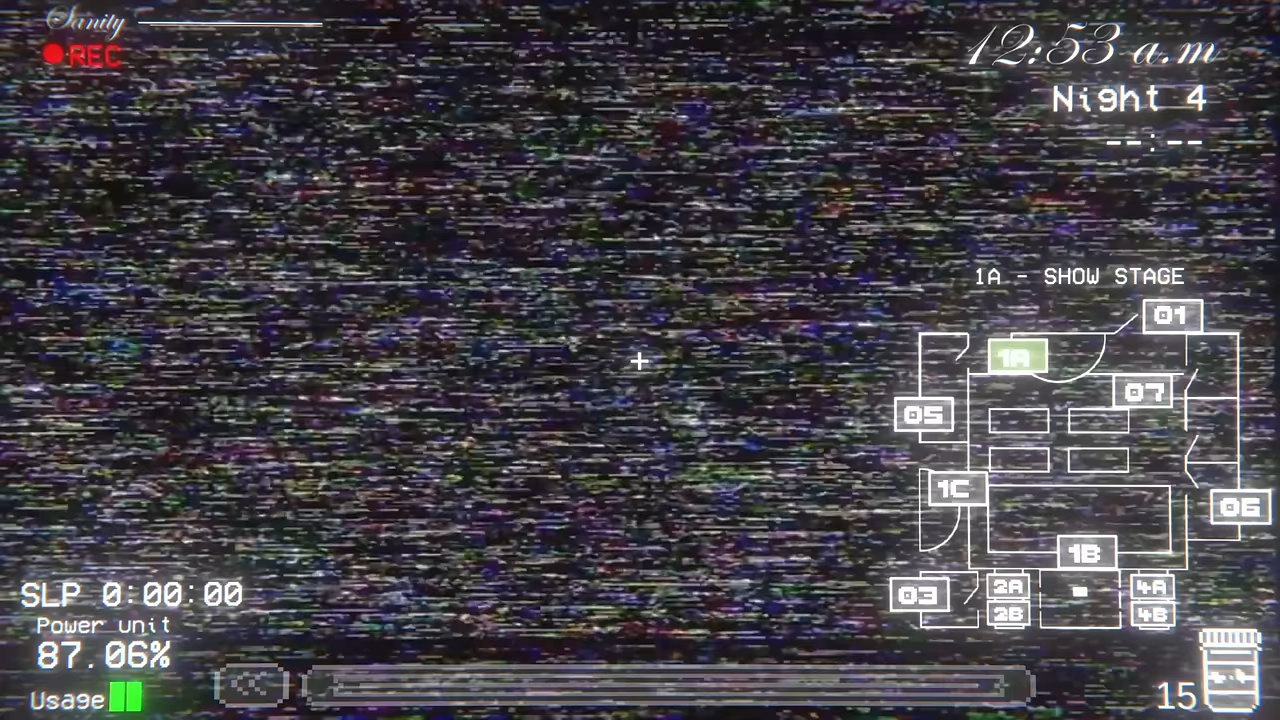 Sanity
REC
12:53 a.m
Night 4
--:--
1A - SHOW STAGE
01
1A
07
05
1C
06
1B
03
2A
4A
2B
4B
SLP 0:00:00
Power unit
87.06%
Usage
<<
15